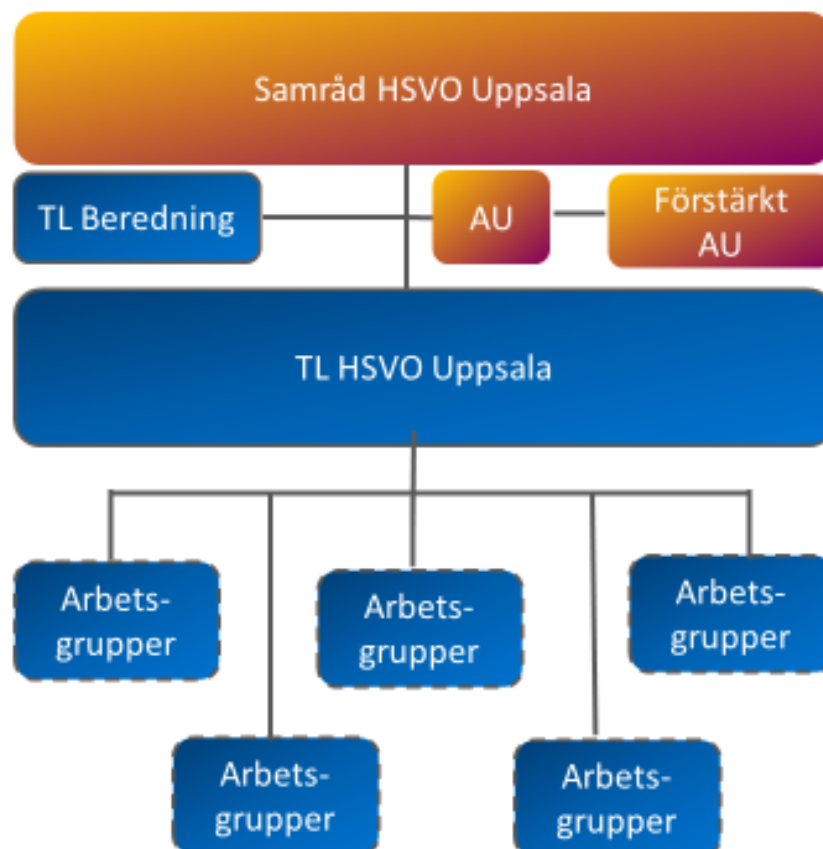 Samråd HSVO Uppsala
TL Beredning
AU
Förstärkt
AU
TL HSVO Uppsala
Arbets-
grupper
Arbets-
grupper
Arbets-
grupper
Arbets-
grupper
Arbets-
grupper